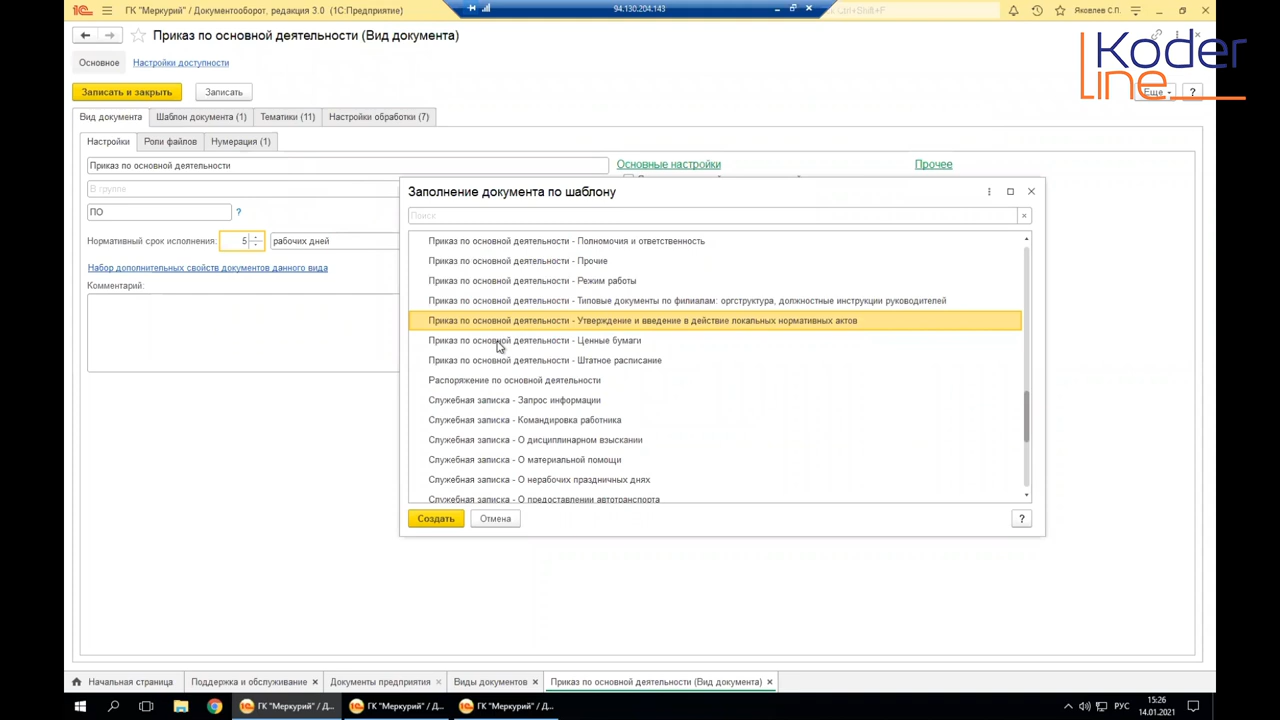 ГК "Меркурий" / Документооборот, редакция 3.0 (1С:Предприятие)
94.130.204.143
Ctrl+Shift+F)
Яковлев С.П.
Приказ по основной деятельности (Вид документа)
Koder
line
Основное
Настройки доступности
Записать и закрыть
Записать
Еще
?
Вид документа
Шаблон документа (1)
Тематики (11)
Настройки обработки (7)
Настройки
Роли файлов
Нумерация (1)
Приказ по основной деятельности
Основные настройки
Прочее
В группе
ПО
?
Нормативный срок исполнения:
5
рабочих дней
Набор дополнительных свойств документов данного вида
Комментарий:
Заполнение документа по шаблону
Поиск
Приказ по основной деятельности - Полномочия и ответственность
Приказ по основной деятельности - Прочие
Приказ по основной деятельности - Режим работы
Приказ по основной деятельности - Типовые документы по филиалам: оргструктура, должностные инструкции руководителей
Приказ по основной деятельности - Утверждение и введение в действие локальных нормативных актов
Приказ по основной деятельности - Ценные бумаги
Приказ по основной деятельности - Штатное расписание
Распоряжение по основной деятельности
Служебная записка - Запрос информации
Служебная записка - Командировка работника
Служебная записка - О дисциплинарном взыскании
Служебная записка - О материальной помощи
Служебная записка - О нерабочих праздничных днях
Служебная записка - О предоставлении автотранспорта
Создать
Отмена
?
Начальная страница
Поддержка и обслуживание
Документы предприятия
Виды документов
Приказ по основной деятельности (Вид документа)
ГК "Меркурий" / Д...
ГК "Меркурий" / Д...
ГК "Меркурий" / Д...
РУС
15:26
14.01.2021